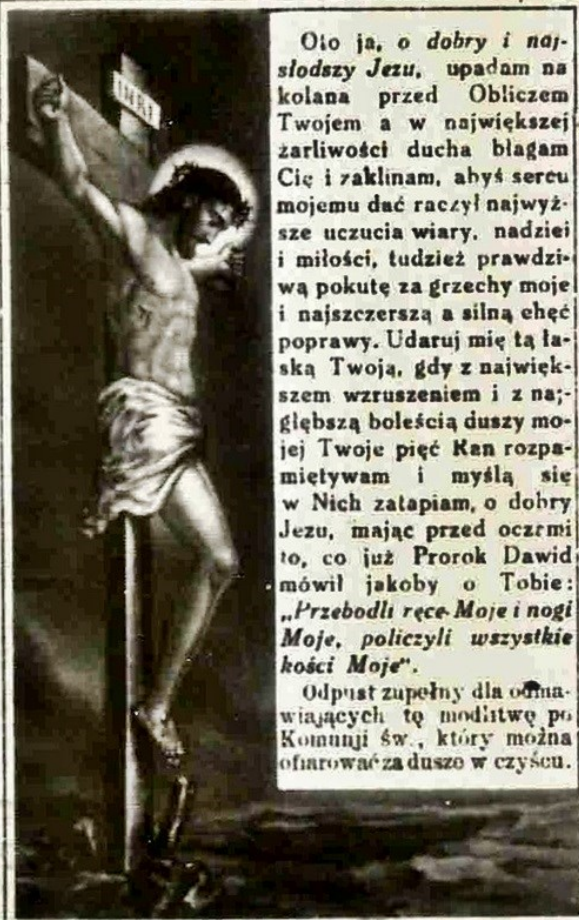 INRI
Oto ja, o dobry i naj-
słodszy Jezu, upadam na
kolana przed Obliczem
Twojem a w największej
żarliwości ducha błagam
Cię i zaklinam, abyś sercu
mojemu dać raczył najwyż-
sze uczucia wiary, nadziei
i miłości, tudzież prawdzi-
wą pokutę za grzechy moje
i najszczerszą a silną chęć
poprawy. Udaruj mię tą ła-
ską Twoją, gdy z najwięk-
szem wzruszeniem i z naj-
głębszą boleścią duszy mo-
jej Twoje pięć Ran rozpa-
miętywam i myślą się
w Nich zatapiam, o dobry
Jezu, mając przed oczami
to, co już Prorok Dawid
mówił jakoby o Tobie:
„Przebodli ręce Moje i nogi
Moje, policzyli wszystkie
kości Moje".
Odpust zupełny dla odma-
wiających tę modlitwę po
Komunji św., który można
ofiarować za dusze w czyścu.